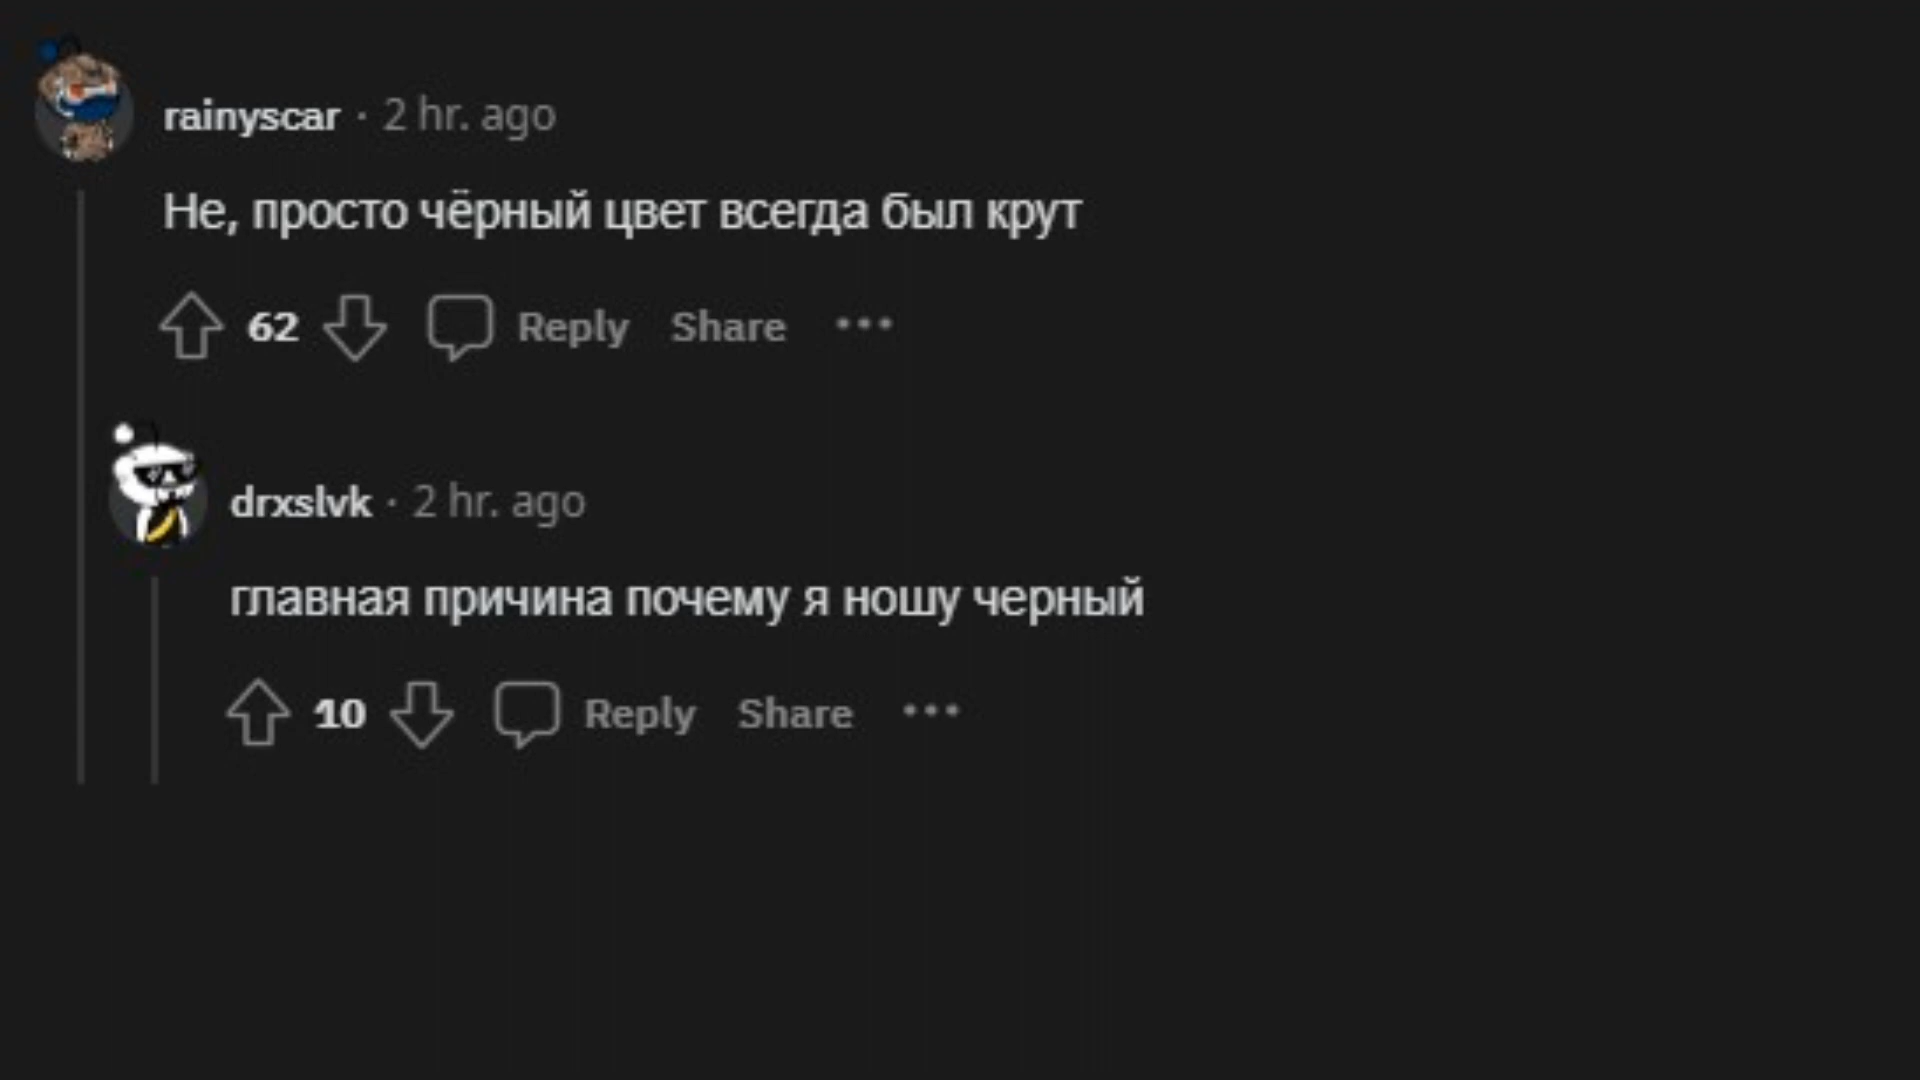 rainyscar · 2 hr. ago
Не, просто чёрный цвет всегда был крут
62 Reply Share ···
drxslvk · 2 hr. ago
главная причина почему я ношу черный
10 Reply Share ···